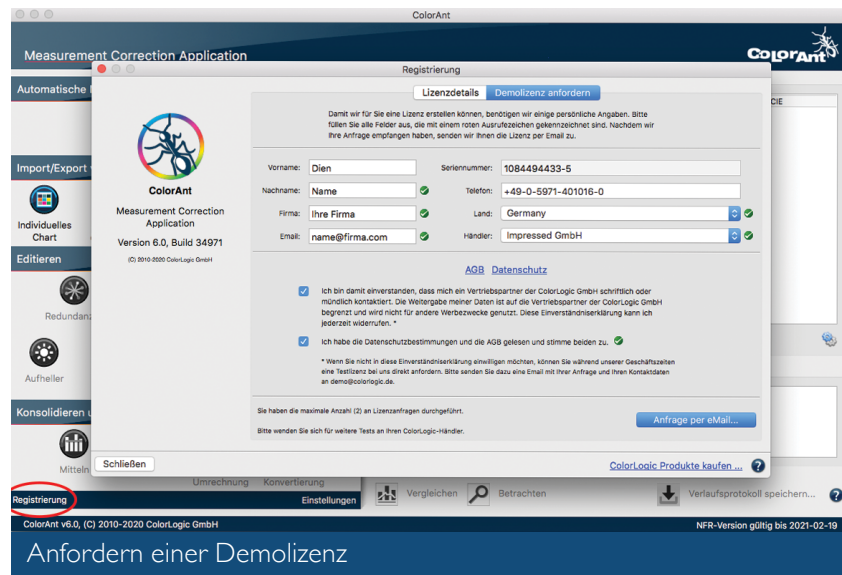 ColorAnt
Measurement Correction Application
ColorAnt
Automatische
CIE
Import/Export
Individuelles
Chart
Editieren
Redundanz
Aufheller
Konsolidieren u
Mitteln
Umrechnung Konvertierung
Registrierung
Einstellungen
Vergleichen
Betrachten
Verlaufsprotokoll speichern...
ColorAnt v6.0, (C) 2010-2020 ColorLogic GmbH
NFR-Version gültig bis 2021-02-19
Registrierung
Lizenzdetails Demolizenz anfordern
Damit wir für Sie eine Lizenz erstellen können, benötigen wir einige persönliche Angaben. Bitte
füllen Sie alle Felder aus, die mit einem roten Ausrufezeichen gekennzeichnet sind. Nachdem wir
Ihre Anfrage empfangen haben, senden wir Ihnen die Lizenz per Email zu.
ColorAnt
Measurement Correction
Application
Version 6.0, Build 34971
(C) 2010-2020 ColorLogic GmbH
Vorname: Dien Seriennummer: 1084494433-5
Nachname: Name Telefon: +49-0-5971-401016-0
Firma: Ihre Firma Land: Germany
Email: name@firma.com Händler: Impressed GmbH
AGB Datenschutz
Ich bin damit einverstanden, dass mich ein Vertriebspartner der ColorLogic GmbH schriftlich oder
mündlich kontaktiert. Die Weitergabe meiner Daten ist auf die Vertriebspartner der ColorLogic GmbH
begrenzt und wird nicht für andere Werbezwecke genutzt. Diese Einverständniserklärung kann ich
jederzeit widerrufen. *
Ich habe die Datenschutzbestimmungen und die AGB gelesen und stimme beiden zu.
* Wenn Sie nicht in diese Einverständniserklärung einwilligen möchten, können Sie während unserer Geschäftszeiten
eine Testlizenz bei uns direkt anfordern. Bitte senden Sie dazu eine Email mit Ihrer Anfrage und Ihren Kontaktdaten
an demo@colorlogic.de.
Sie haben die maximale Anzahl (2) an Lizenzanfragen durchgeführt.
Bitte wenden Sie sich für weitere Tests an Ihren ColorLogic-Händler.
Anfrage per eMail...
Schließen
ColorLogic Produkte kaufen ...
Anfordern einer Demolizenz